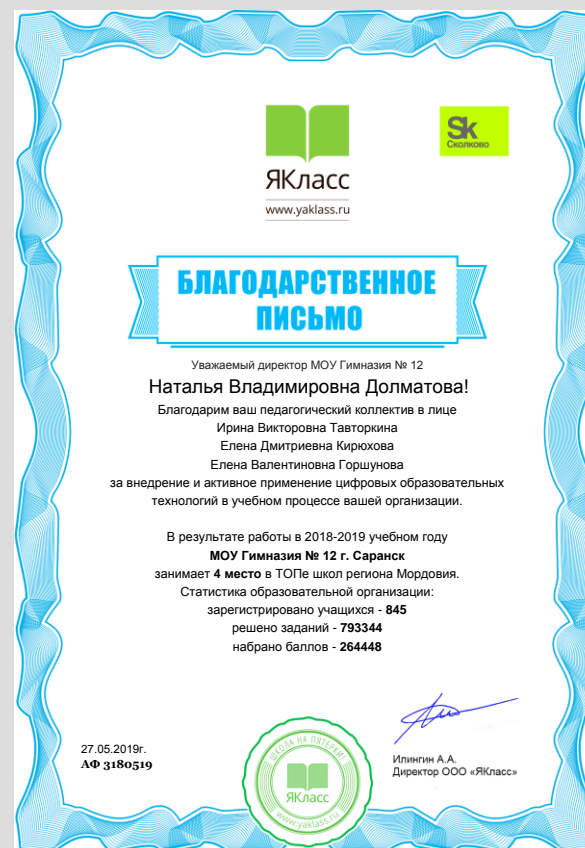 ЯКласс
www.yaklass.ru
Sk
Сколково
БЛАГОДАРСТВЕННОЕ
ПИСЬМО
Уважаемый директор МОУ Гимназия № 12
Наталья Владимировна Долматова!
Благодарим ваш педагогический коллектив в лице
Ирина Викторовна Тавторкина
Елена Дмитриевна Кирюхова
Елена Валентиновна Горшунова
за внедрение и активное применение цифровых образовательных
технологий в учебном процессе вашей организации.
В результате работы в 2018-2019 учебном году
МОУ Гимназия № 12 г. Саранск
занимает 4 место в ТОПе школ региона Мордовия.
Статистика образовательной организации:
зарегистрировано учащихся - 845
решено заданий - 793344
набрано баллов - 264448
27.05.2019г.
АФ 3180519
ШКОЛА НА ПЯТЕРКУ!
ЯКласс
www.yaklass.ru
Илингин А.А.
Директор ООО «ЯКласс»